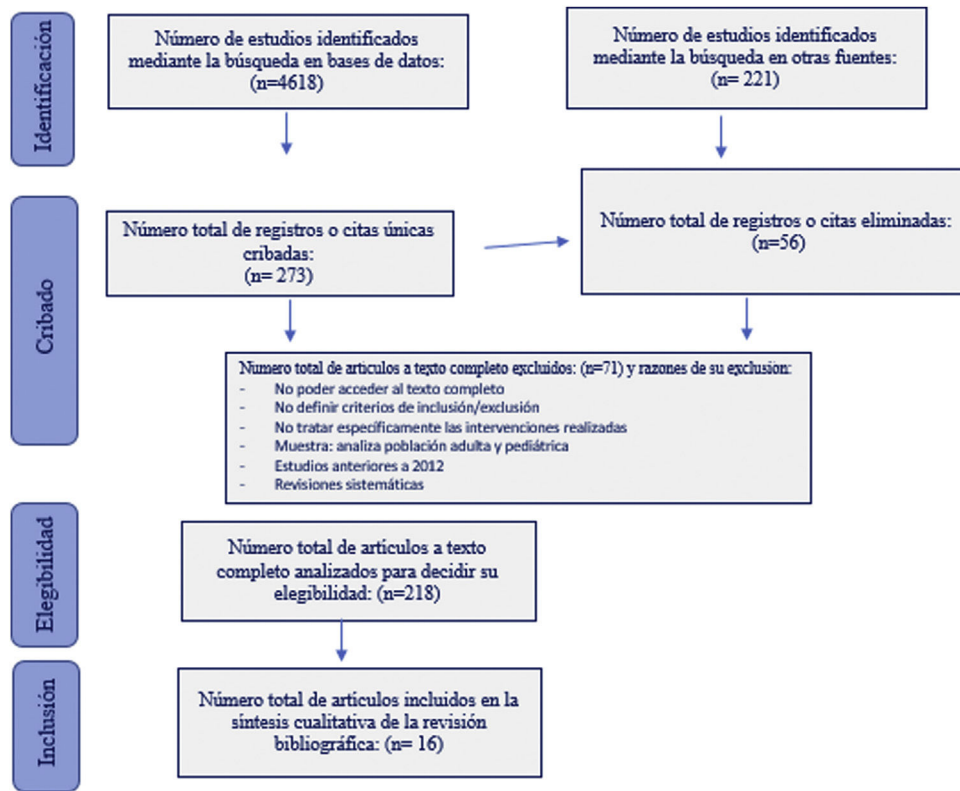 Identificación
Número de estudios identificados
mediante la búsqueda en bases de datos:
(n=4618)
Número de estudios identificados
mediante la búsqueda en otras fuentes:
(n= 221)
Cribado
Número total de registros o citas únicas
cribadas:
(n= 273)
Número total de registros o citas eliminadas:
(n=56)
Numero total de articulos a texto completo excluidos: (n=71) y razones de su exclusion:
- No poder acceder al texto completo
- No definir criterios de inclusión/exclusión
- No tratar específicamente las intervenciones realizadas
- Muestra: analiza población adulta y pediátrica
- Estudios anteriores a 2012
- Revisiones sistemáticas
Elegibilidad
Número total de artículos a texto
completo analizados para decidir su
elegibilidad: (n=218)
Inclusión
Número total de artículos incluidos en la
síntesis cualitativa de la revisión
bibliográfica: (n= 16)